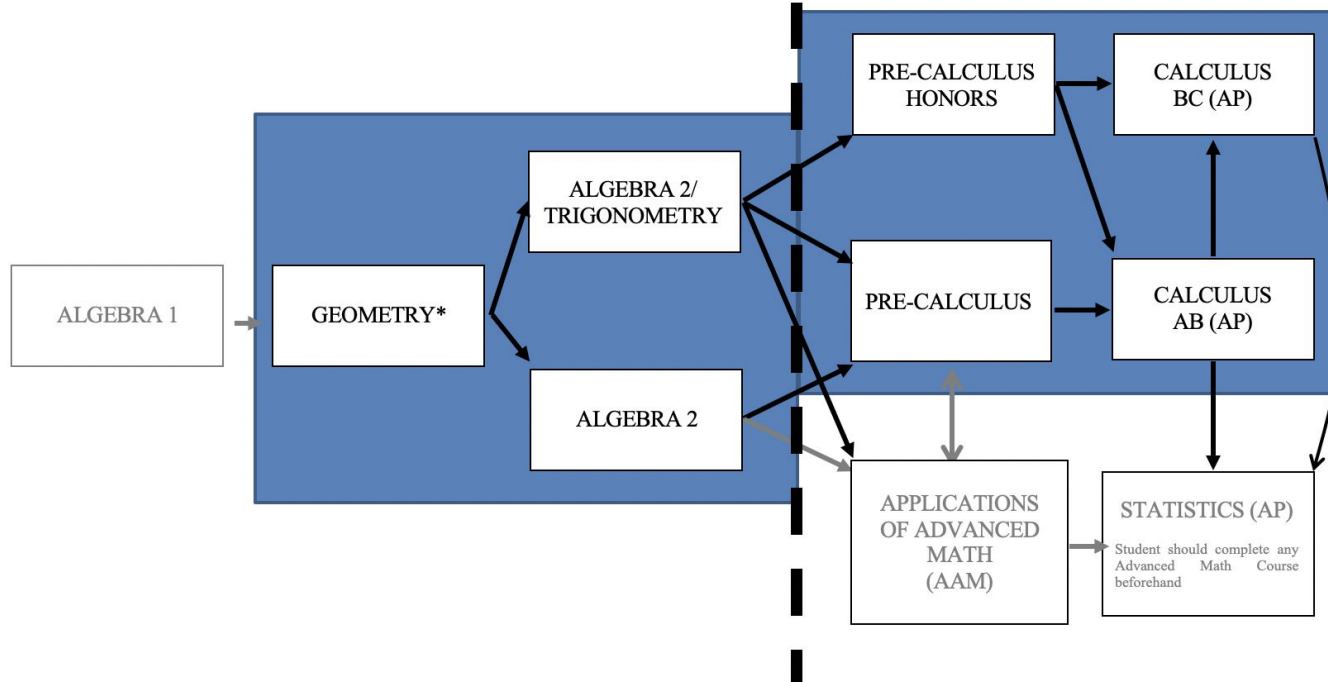 ALGEBRA 1
GEOMETRY*
ALGEBRA 2/
TRIGONOMETRY
ALGEBRA 2
PRE-CALCULUS
HONORS
CALCULUS
BC (AP)
PRE-CALCULUS
CALCULUS
AB (AP)
APPLICATIONS
OF ADVANCED
MATH
(AAM)
STATISTICS (AP)
Student should complete any
Advanced Math Course
beforehand